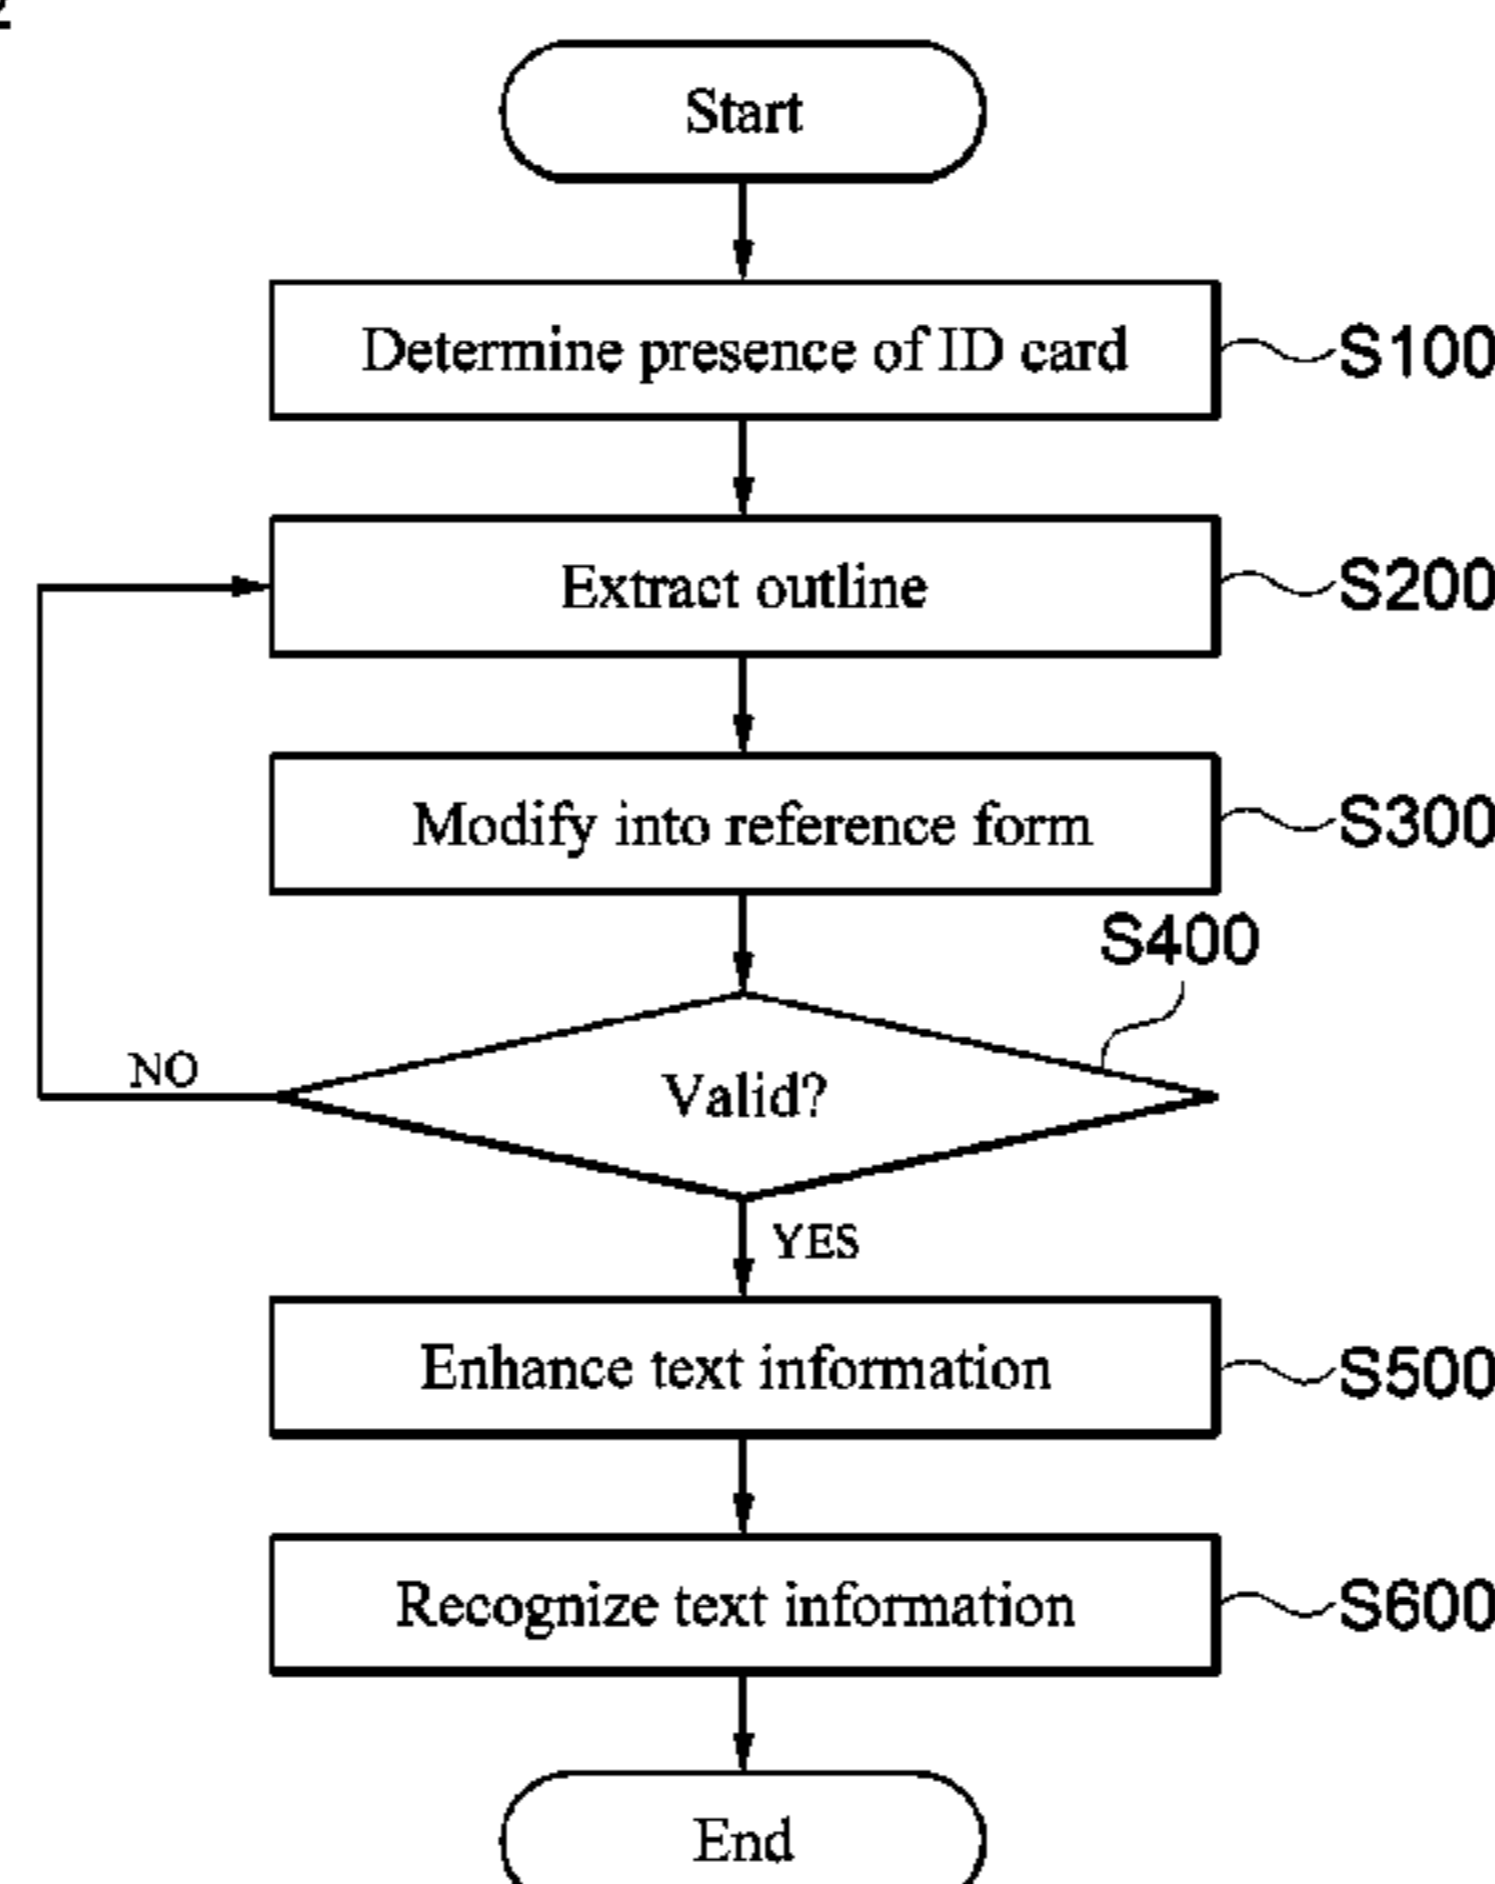 Start
Determine presence of ID card
S100
Extract outline
S200
Modify into reference form
S300
S400
Valid?
NO
YES
Enhance text information
S500
Recognize text information
S600
End